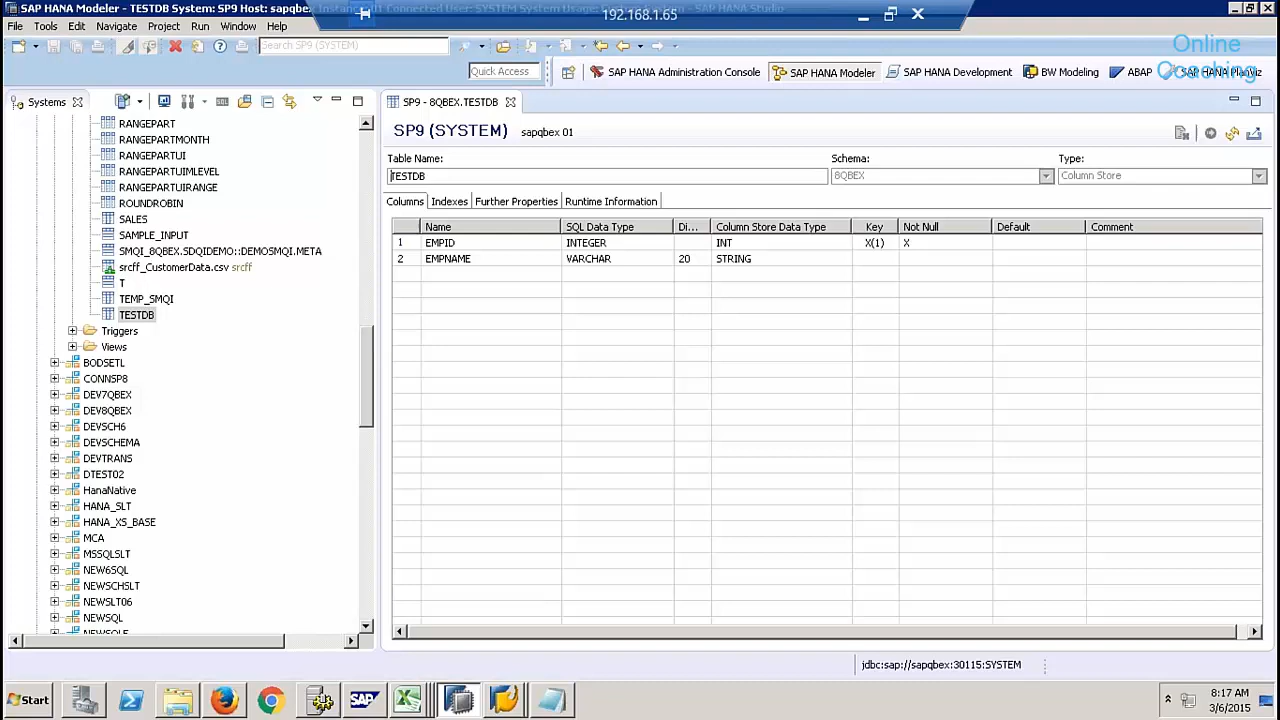 SAP HANA Modeler - TESTDB System: SP9 Host: sapqbex
192.168.1.65
File Tools Edit Navigate Project Run Window Help
Search SP9 (SYSTEM)
Online
Coaching
Quick Access
SAP HANA Administration Console
SAP HANA Modeler
SAP HANA Development
BW Modeling
ABAP
Systems
RANGEPART
RANGEPARTMONTH
RANGEPARTUI
RANGEPARTUIMLEVEL
RANGEPARTUIRANGE
ROUNDROBIN
SALES
SAMPLE_INPUT
SMQI_8QBEX.SDQIDEMO::DEMOSMQI.META
srcff_CustomerData.csv srcff
T
TEMP_SMQI
TESTDB
Triggers
Views
BODSETL
CONNSP8
DEV7QBEX
DEV8QBEX
DEVSCH6
DEVSCHEMA
DEVTRANS
DTEST02
HanaNative
HANA_SLT
HANA_XS_BASE
MCA
MSSQLSLT
NEW6SQL
NEWSCHSLT
NEWSLT06
NEWSQL
SP9 - 8QBEX.TESTDB
SP9 (SYSTEM) sapqbex 01
Table Name: Schema: Type:
TESTDB 8QBEX Column Store
Columns Indexes Further Properties Runtime Information
Name SQL Data Type Di... Column Store Data Type Key Not Null Default Comment
1 EMPID INTEGER INT X(1) X
2 EMPNAME VARCHAR 20 STRING
jdbc:sap://sapqbex:30115:SYSTEM
Start
SAP
8:17 AM
3/6/2015